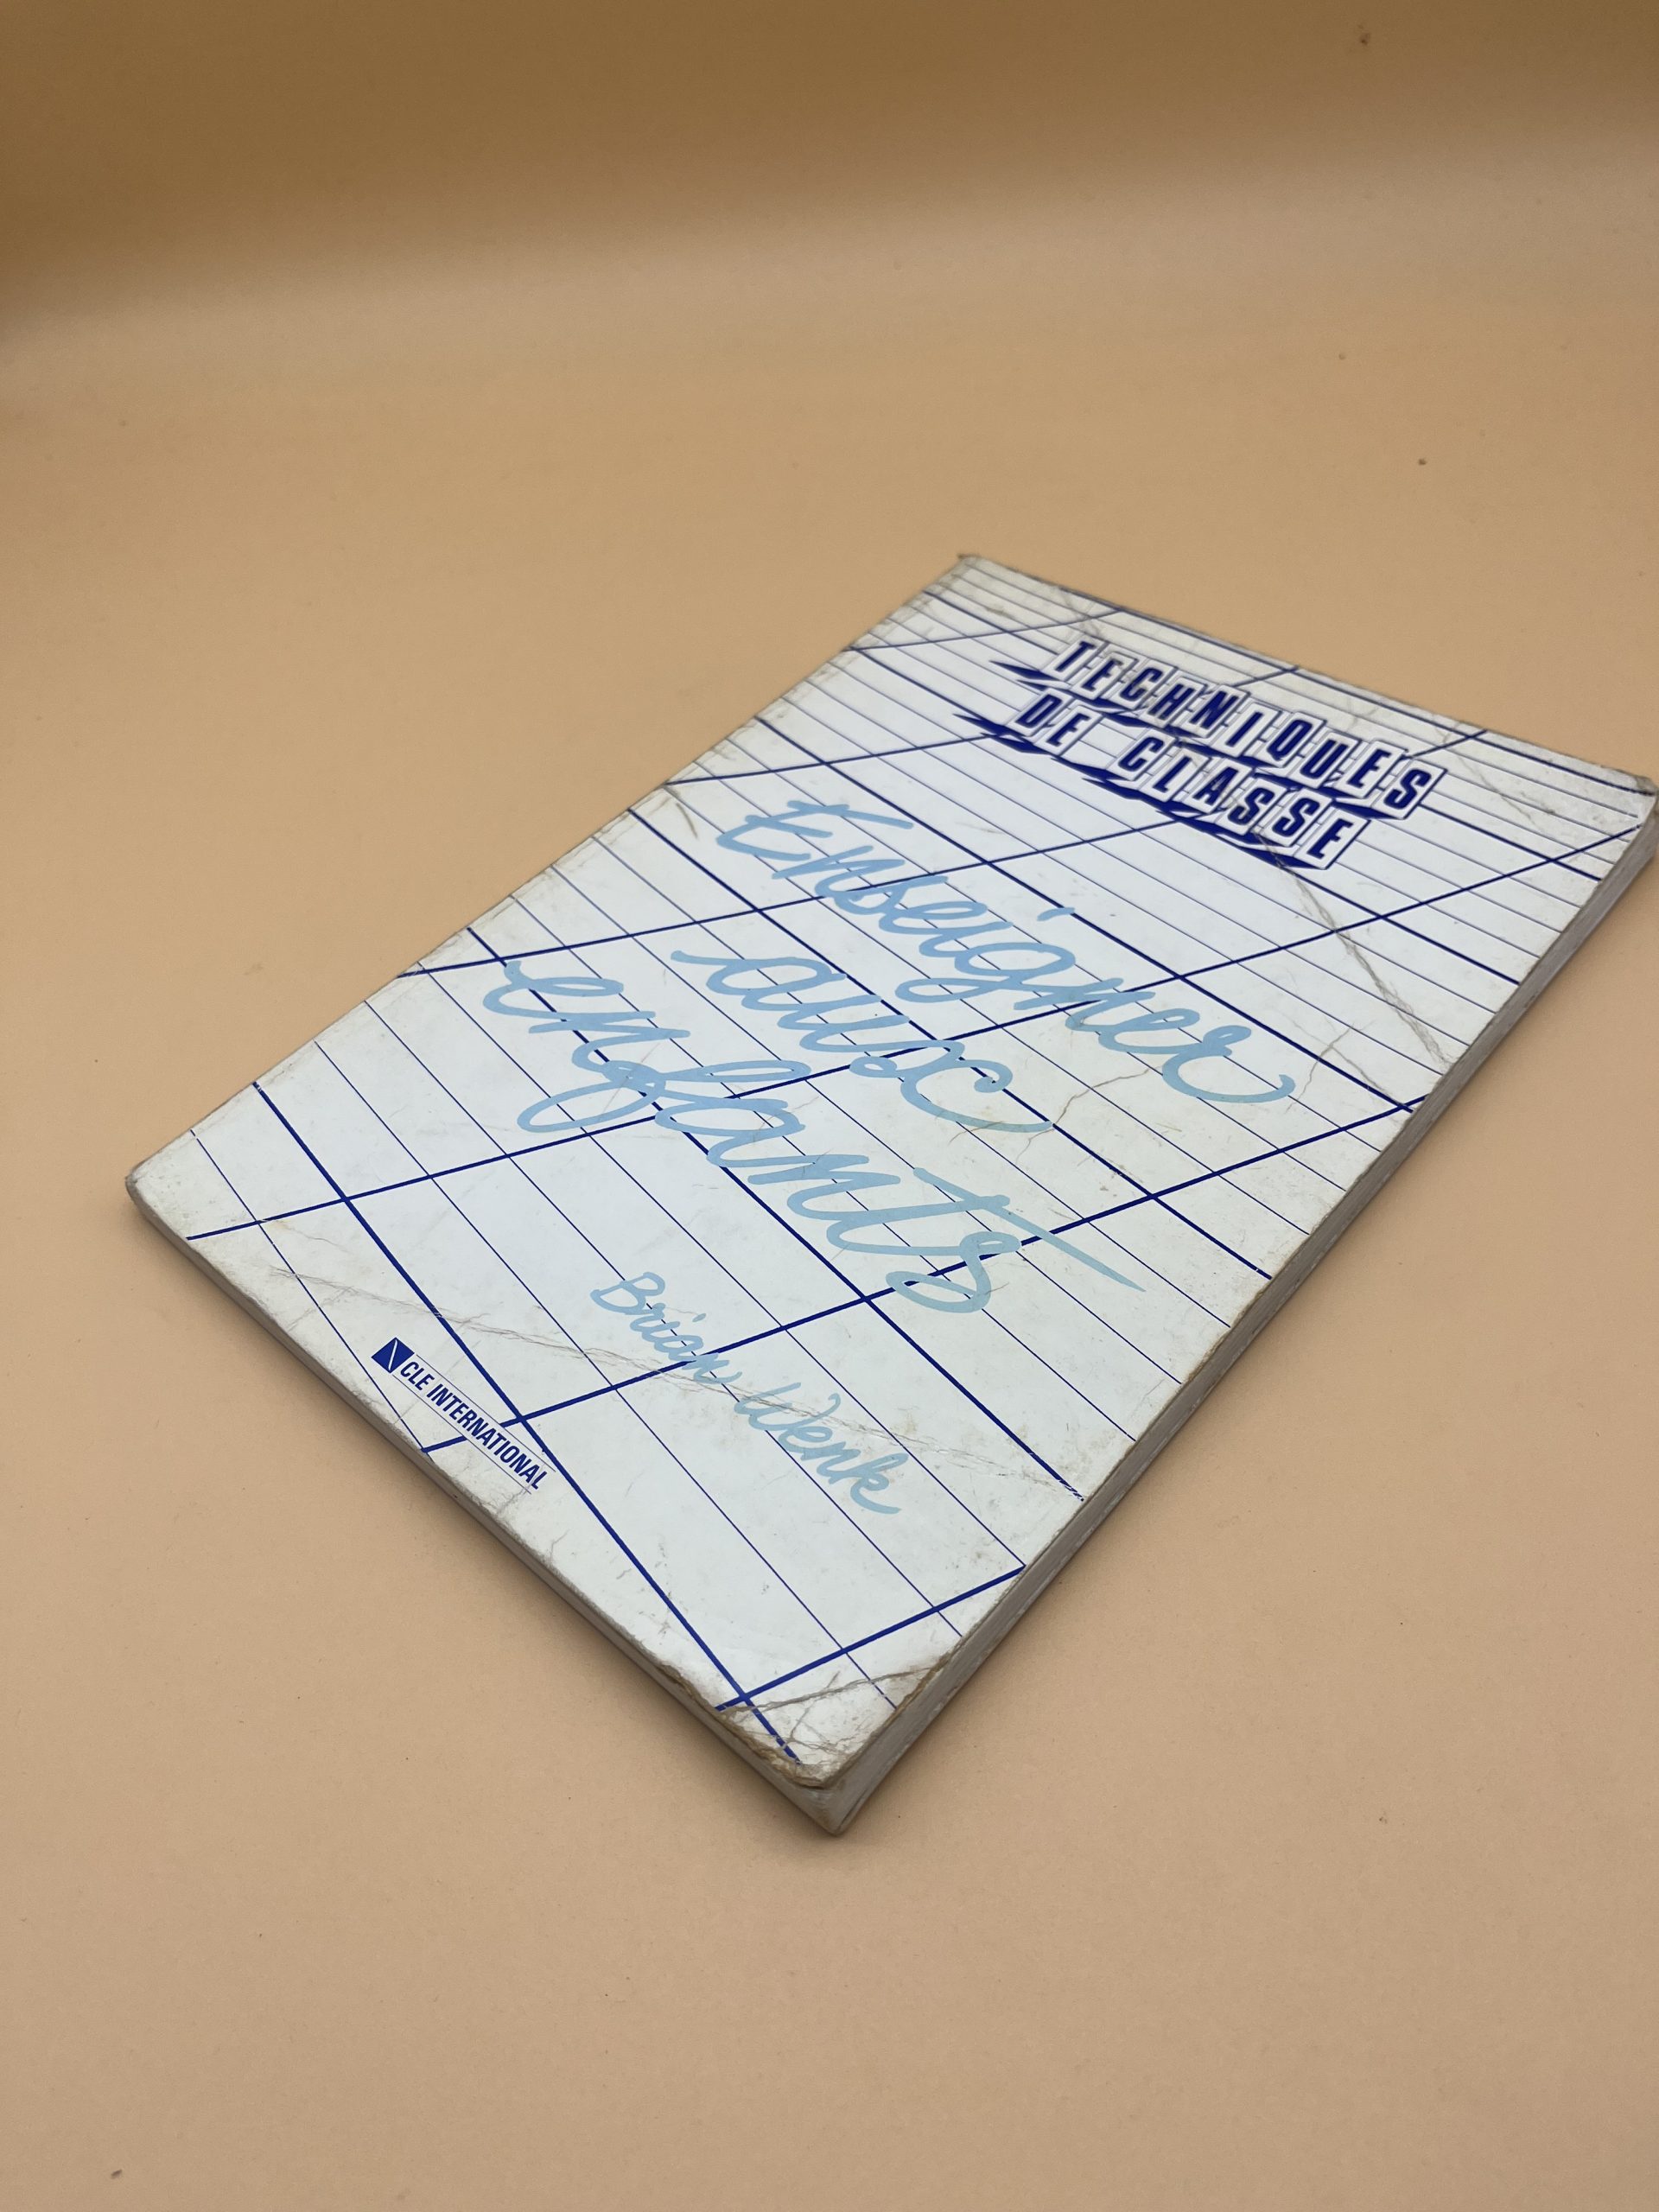 TECHNIQUES
DE CLASSE
Enseigner
aux
enfants
Brian Wenk
CLE INTERNATIONAL